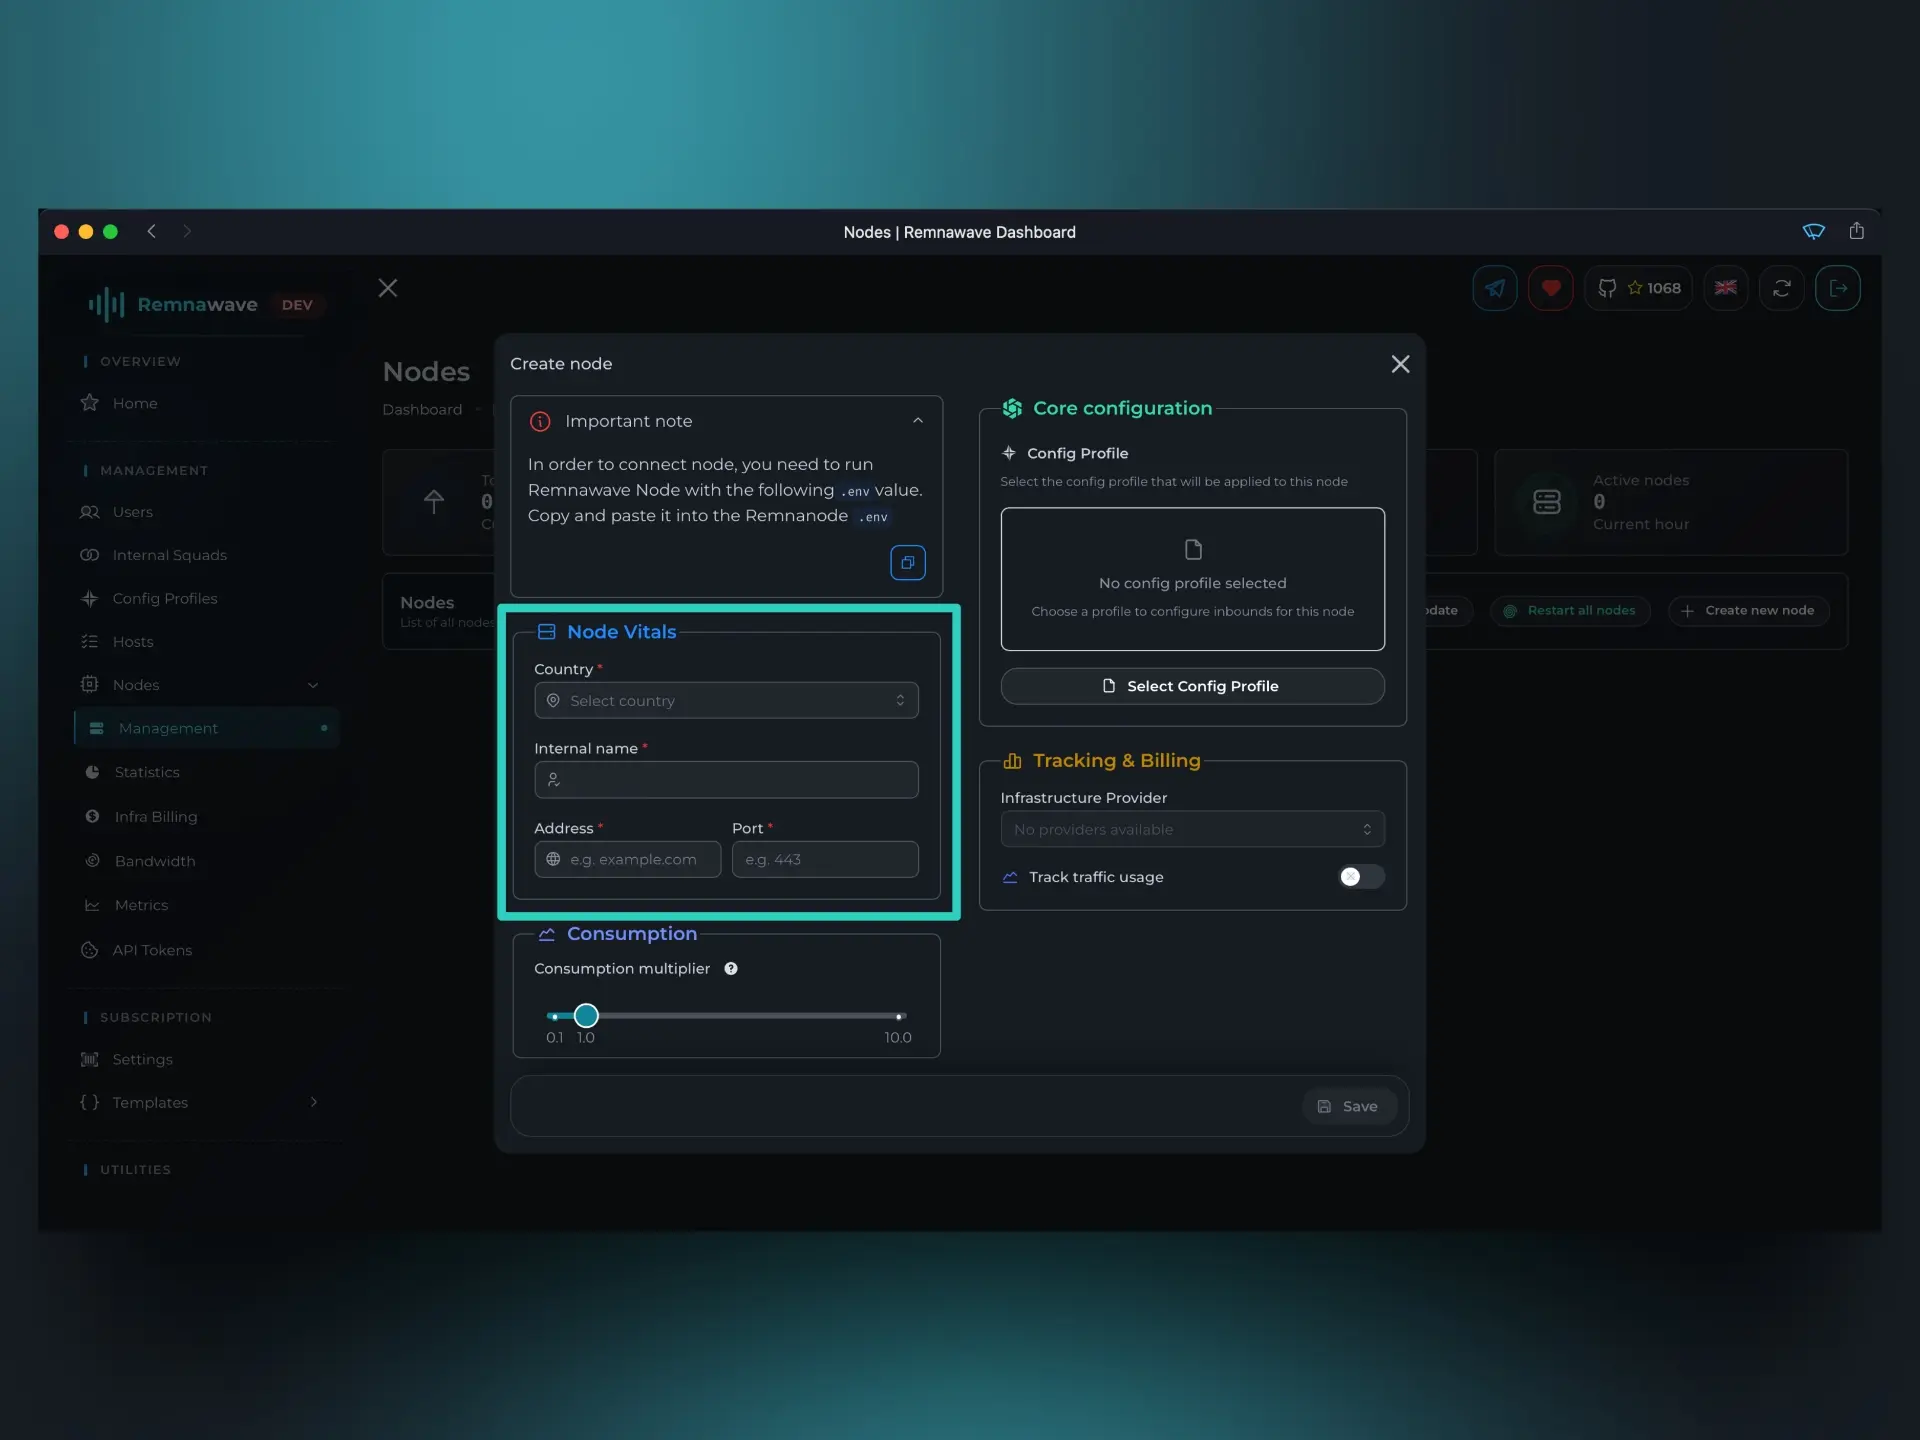 Nodes | Remnawave Dashboard
Remnawave DEV
1068
OVERVIEW
Home
MANAGEMENT
Users
Internal Squads
Config Profiles
Hosts
Nodes
Management
Statistics
Infra Billing
Bandwidth
Metrics
API Tokens
SUBSCRIPTION
Settings
Templates
UTILITIES
Nodes
Dashboard
0
Nodes
List of all nodes
Active nodes
0
Current hour
Restart all nodes
Create new node
Create node
Important note
In order to connect node, you need to run
Remnawave Node with the following .env value.
Copy and paste it into the Remnanode .env
Node Vitals
Country *
Select country
Internal name *
Address * Port *
e.g. example.com e.g. 443
Consumption
Consumption multiplier ?
0.1 1.0 10.0
Core configuration
Config Profile
Select the config profile that will be applied to this node
No config profile selected
Choose a profile to configure inbounds for this node
Select Config Profile
Tracking & Billing
Infrastructure Provider
No providers available
Track traffic usage
Save